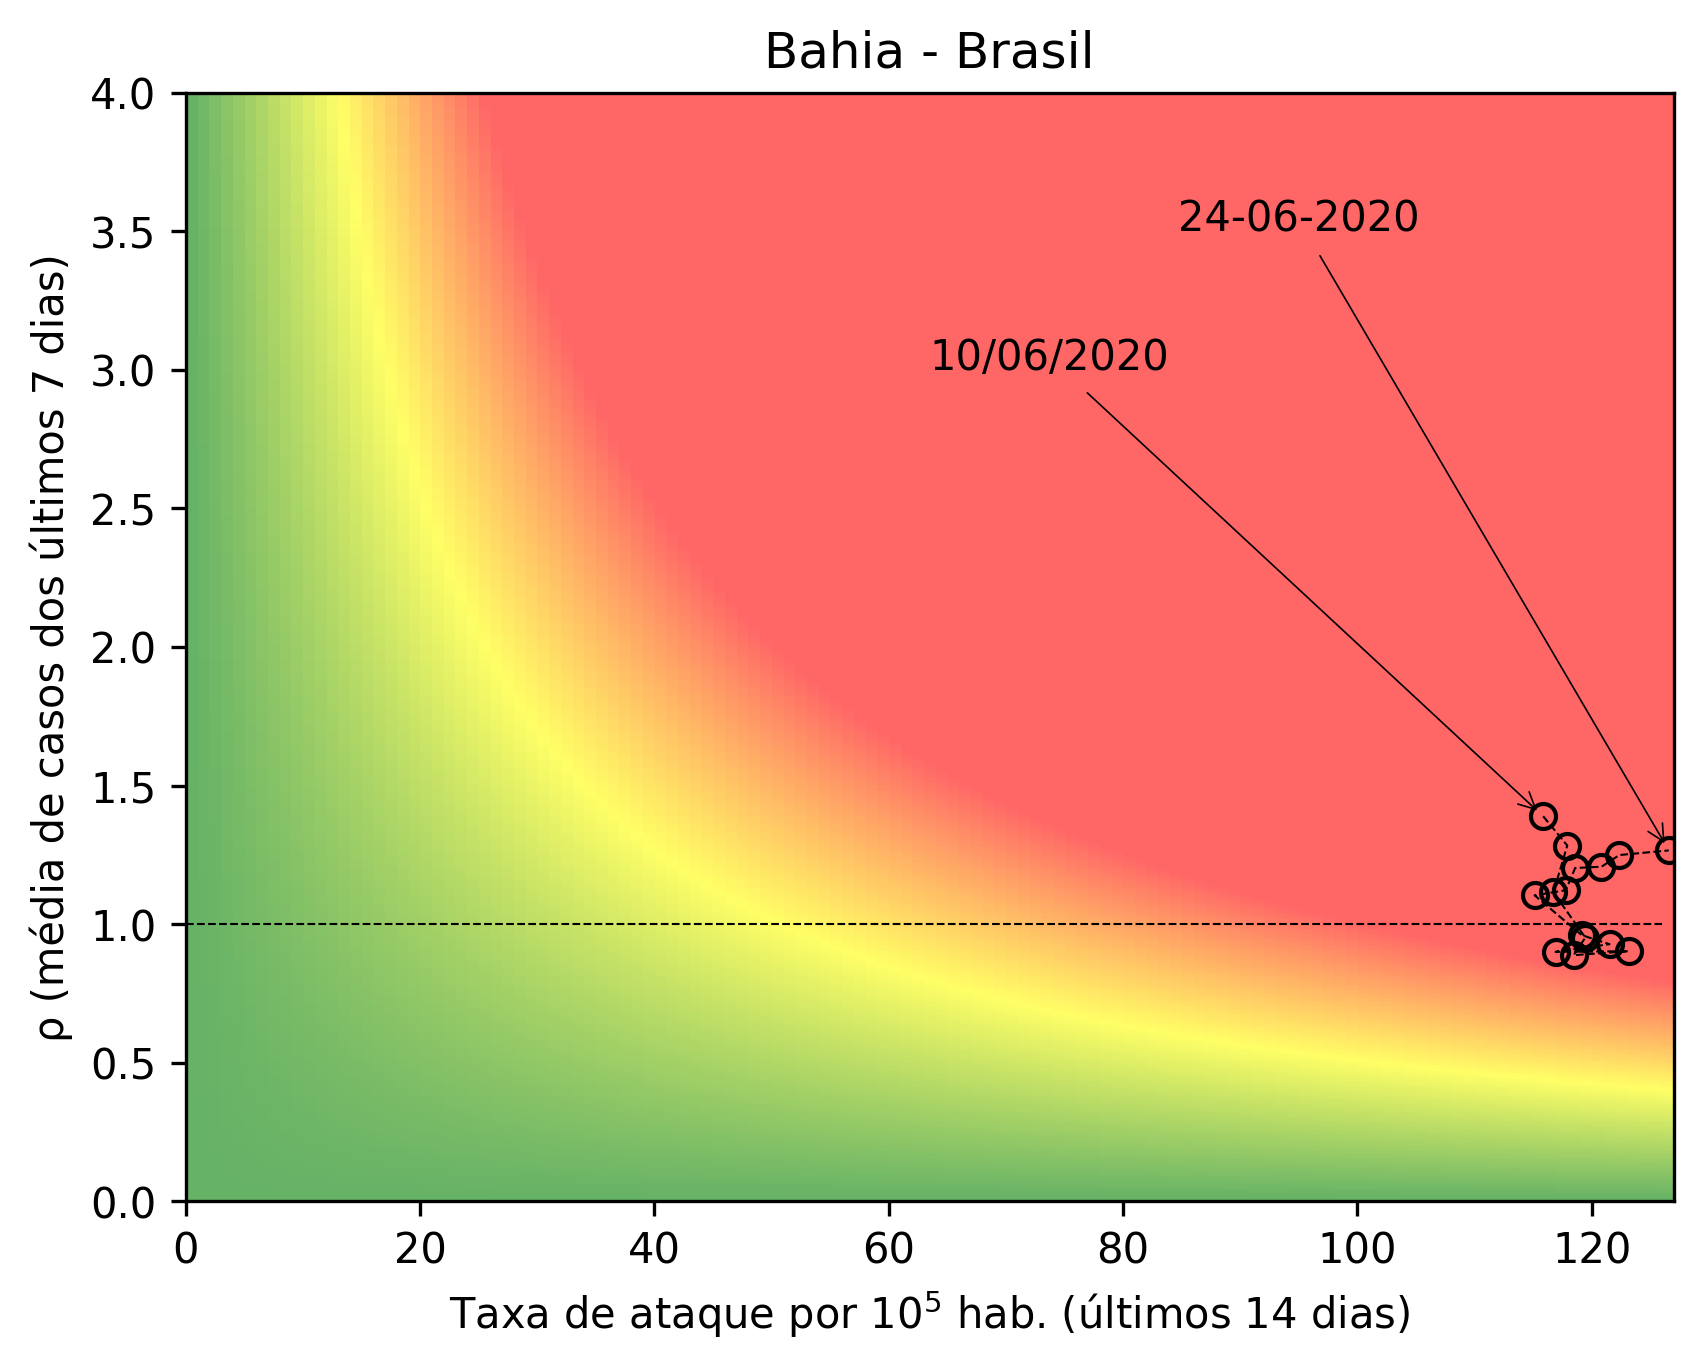 Bahia - Brasil
4.0
3.5
3.0
2.5
2.0
1.5
1.0
0.5
0.0
ρ (média de casos dos últimos 7 dias)
24-06-2020
10/06/2020
0 20 40 60 80 100 120
Taxa de ataque por 10⁵ hab. (últimos 14 dias)